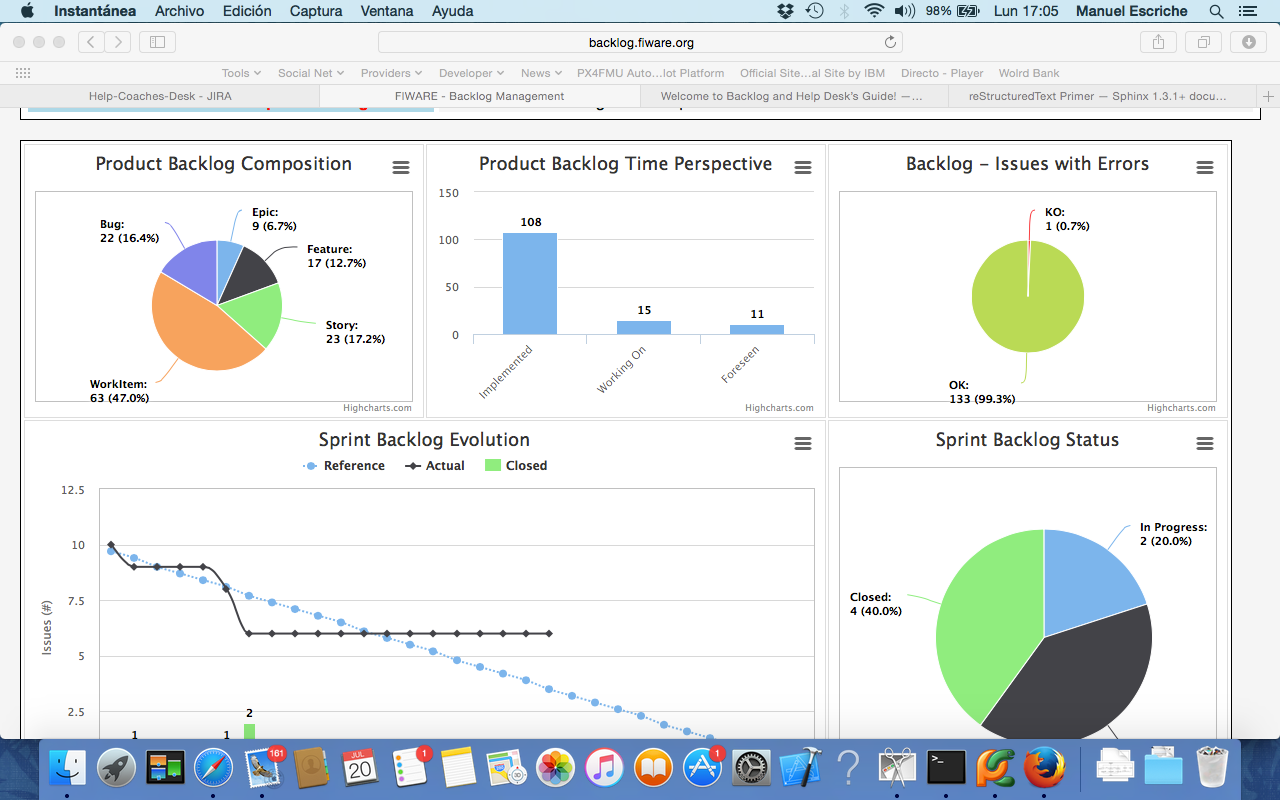 Instantánea Archivo Edición Captura Ventana Ayuda 98% Lun 17:05 Manuel Escriche
backlog.fiware.org
Tools Social Net Providers Developer News PX4FMU Auto...lot Platform Official Site...al Site by IBM Directo - Player Wolrd Bank
Help-Coaches-Desk - JIRA FIWARE - Backlog Management Welcome to Backlog and Help Desk's Guide! —... reStructuredText Primer — Sphinx 1.3.1+ docu...
Product Backlog Composition
Epic:
9 (6.7%)
Bug:
22 (16.4%)
Feature:
17 (12.7%)
Story:
23 (17.2%)
WorkItem:
63 (47.0%)
Highcharts.com
Product Backlog Time Perspective
150
100
50
0
108
15
11
Implemented
Working On
Foreseen
Highcharts.com
Backlog - Issues with Errors
KO:
1 (0.7%)
OK:
133 (99.3%)
Highcharts.com
Sprint Backlog Evolution
Reference Actual Closed
Issues (#)
12.5
10
7.5
5
2.5
1
1
2
Sprint Backlog Status
In Progress:
2 (20.0%)
Closed:
4 (40.0%)
161
JUL
20
1
1
>_